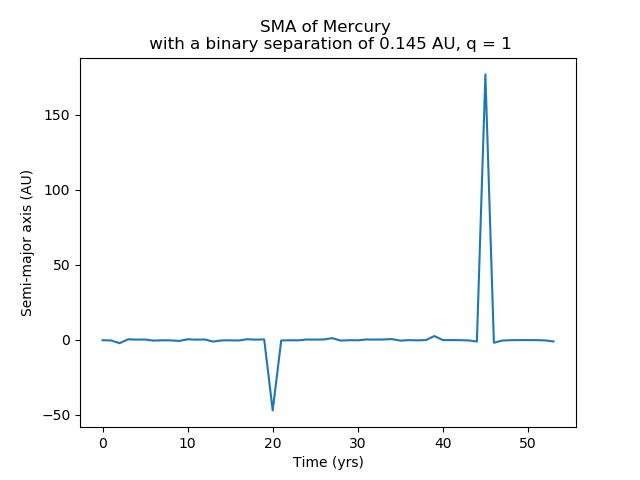 SMA of Mercury
with a binary separation of 0.145 AU, q = 1
150
100
50
0
−50
Semi-major axis (AU)
0 10 20 30 40 50
Time (yrs)